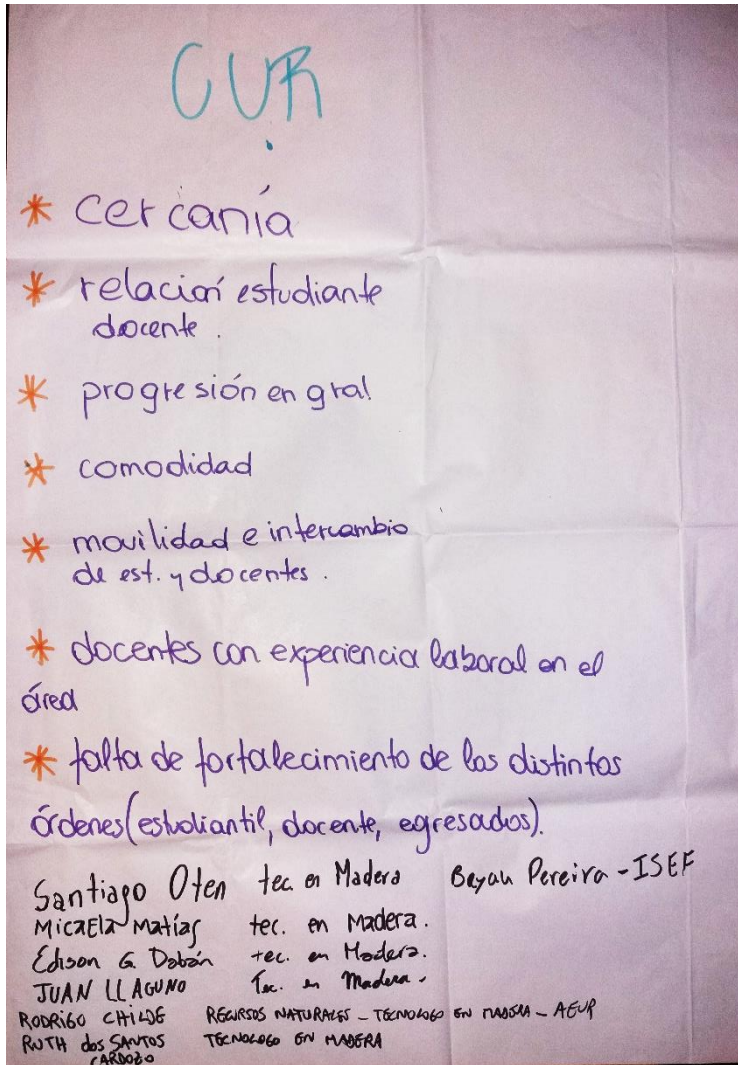 CUR
* cercanía
* relación estudiante
docente.
* progresión en gral
* comodidad
* movilidad e intercambio
de est. y docentes.
* docentes con experiencia laboral en el
área
* falta de fortalecimiento de los distintos
órdenes (estudiantil, docente, egresados).
Santiago Oten tec. en Madera Beyan Pereira - ISEF
Micaela Matías tec. en Madera.
Edison G. Dobán tec. en Madera.
JUAN LLAGUNO Tec. en Madera.
RODRIGO CHILDE RECURSOS NATURALES - TECNOLOGO EN MADERA - AEUR
RUTH dos SANTOS TECNOLOGO EN MADERA
CARDOZO